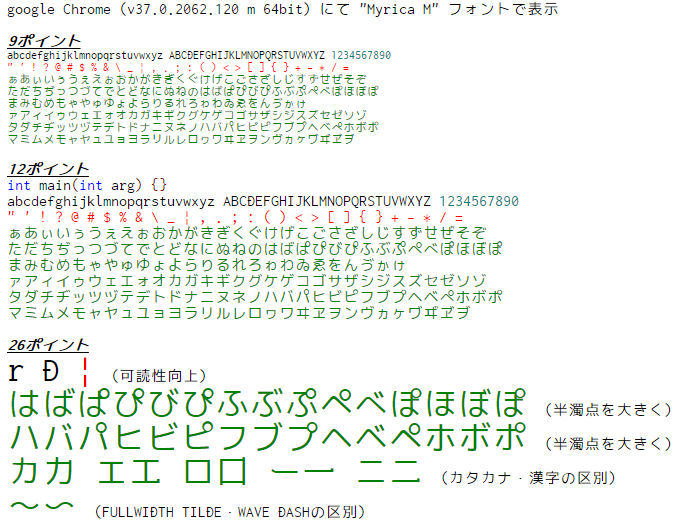 google Chrome (v37.0.2062.120 m 64bit) にて "Myrica M" フォントで表示
9ポイント
abcdefghijklmnopqrstuvwxyz ABCĐEFGHIJKLMNOPQRSTUVWXYZ 1234567890
" ' ! ? @ # $ % & \ _ ¦ , . ; : ( ) < > [ ] { } + - * / =
ぁあぃいぅうぇえぉおかがきぎくぐけげこごさざしじすずせぜそぞ
ただちぢっつづてでとどなにぬねのはばぱぴびぴふぶぷぺべぽほぼぽ
まみむめもゃやゅゆょよらりるれろゎわゐゑをんゔゕゖ
ァアィイゥウェエォオカガキギクグケゲコゴサザシジスズセゼソゾ
タダチヂッツヅテデトドナニヌネノハバパヒビピフブプヘベペホボポ
マミムメモャヤュユョヨラリルレロヮワヰヱヲンヴヵヶヷヸヹヺ
12ポイント
int main(int arg) {}
abcdefghijklmnopqrstuvwxyz ABCĐEFGHIJKLMNOPQRSTUVWXYZ 1234567890
" ' ! ? @ # $ % & \ _ ¦ , . ; : ( ) < > [ ] { } + - * / =
ぁあぃいぅうぇえぉおかがきぎくぐけげこごさざしじすずせぜそぞ
ただちぢっつづてでとどなにぬねのはばぱぴびぴふぶぷぺべぽほぼぽ
まみむめもゃやゅゆょよらりるれろゎわゐゑをんゔゕゖ
ァアィイゥウェエォオカガキギクグケゲコゴサザシジスズセゼソゾ
タダチヂッツヅテデトドナニヌネノハバパヒビピフブプヘベペホボポ
マミムメモャヤュユョヨラリルレロヮワヰヱヲンヴヵヶヷヸヹヺ
26ポイント
r Đ ¦ (可読性向上)
はばぱぴびぴふぶぷぺべぽほぼぽ (半濁点を大きく)
ハバパヒビピフブプヘベペホボポ (半濁点を大きく)
カ力 エ工 ロ口 ー一 ニ二 (カタカナ・漢字の区別)
～〜 (FULLWIĐTH TILĐE・WAVE ĐASHの区別)